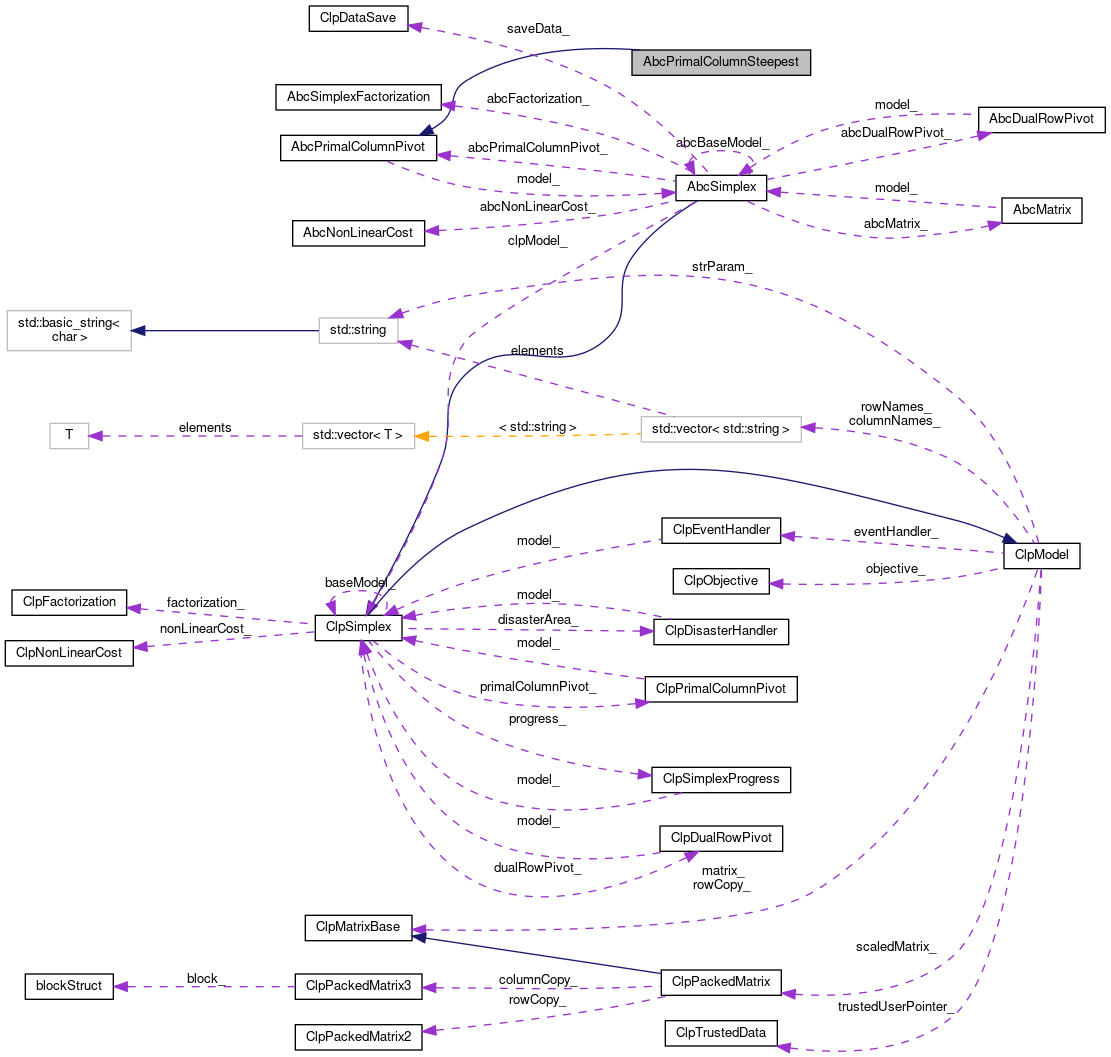 ClpDataSave
saveData_
AbcPrimalColumnSteepest
AbcSimplexFactorization
abcFactorization_
model_
AbcDualRowPivot
abcDualRowPivot_
AbcPrimalColumnPivot
abcPrimalColumnPivot_
abcBaseModel_
model_
AbcSimplex
model_
AbcMatrix
abcNonLinearCost_
abcMatrix_
AbcNonLinearCost
clpModel_
strParam_
std::basic_string<
char >
std::string
elements
rowNames_
columnNames_
T
elements
std::vector< T >
< std::string >
std::vector< std::string >
ClpEventHandler
eventHandler_
model_
ClpModel
objective_
ClpObjective
baseModel_
ClpFactorization
factorization_
model_
ClpSimplex
disasterArea_
ClpDisasterHandler
nonLinearCost_
ClpNonLinearCost
model_
primalColumnPivot_
ClpPrimalColumnPivot
progress_
model_
ClpSimplexProgress
model_
ClpDualRowPivot
dualRowPivot_
matrix_
rowCopy_
ClpMatrixBase
scaledMatrix_
blockStruct
block_
ClpPackedMatrix3
columnCopy_
ClpPackedMatrix
rowCopy_
trustedUserPointer_
ClpPackedMatrix2
ClpTrustedData